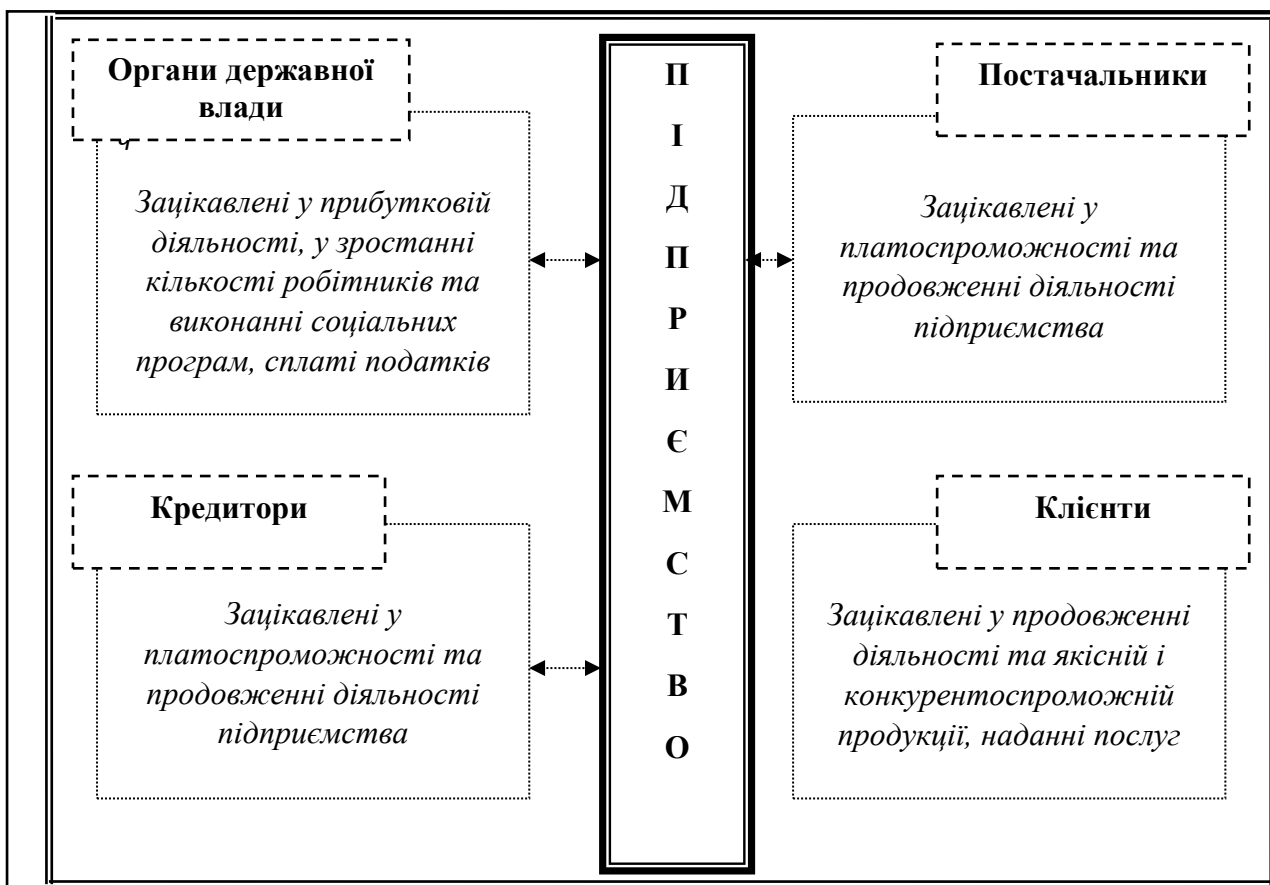 Органи державної
влади
Зацікавлені у прибутковій
діяльності, у зростанні
кількості робітників та
виконанні соціальних
програм, сплаті податків
Кредитори
Зацікавлені у
платоспроможності та
продовженні діяльності
підприємства
П
І
Д
П
Р
И
Є
М
С
Т
В
О
Постачальники
Зацікавлені у
платоспроможності та
продовженні діяльності
підприємства
Клієнти
Зацікавлені у продовженні
діяльності та якісній і
конкурентоспроможній
продукції, наданні послуг